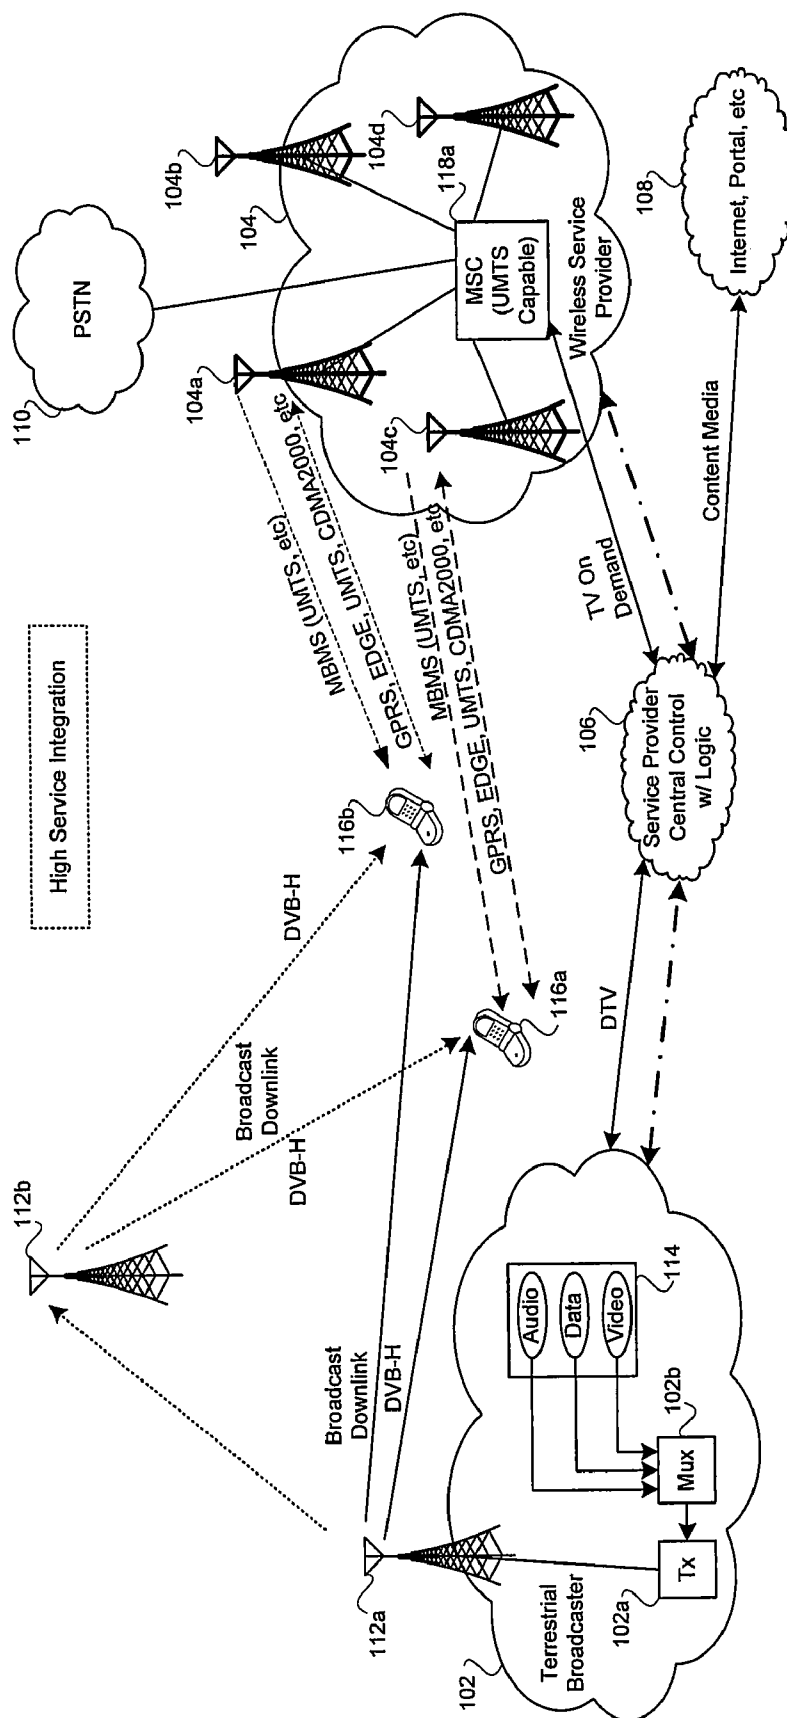 High Service Integration
110
PSTN
104b
104
104a
104d
118a
MSC
(UMTS
Capable)
104c
Wireless Service
Provider
108
Internet, Portal, etc
MBMS (UMTS, etc)
GPRS, EDGE, UMTS, CDMA2000, etc
MBMS (UMTS, etc)
GPRS, EDGE, UMTS, CDMA2000, etc
TV On
Demand
Content Media
112b
116b
DVB-H
Broadcast
Downlink
DVB-H
116a
106
Service Provider
Central Control
w/ Logic
DTV
Broadcast
Downlink
DVB-H
112a
102
Terrestrial
Broadcaster
102a
Tx
Mux
102b
Audio
Data
Video
114